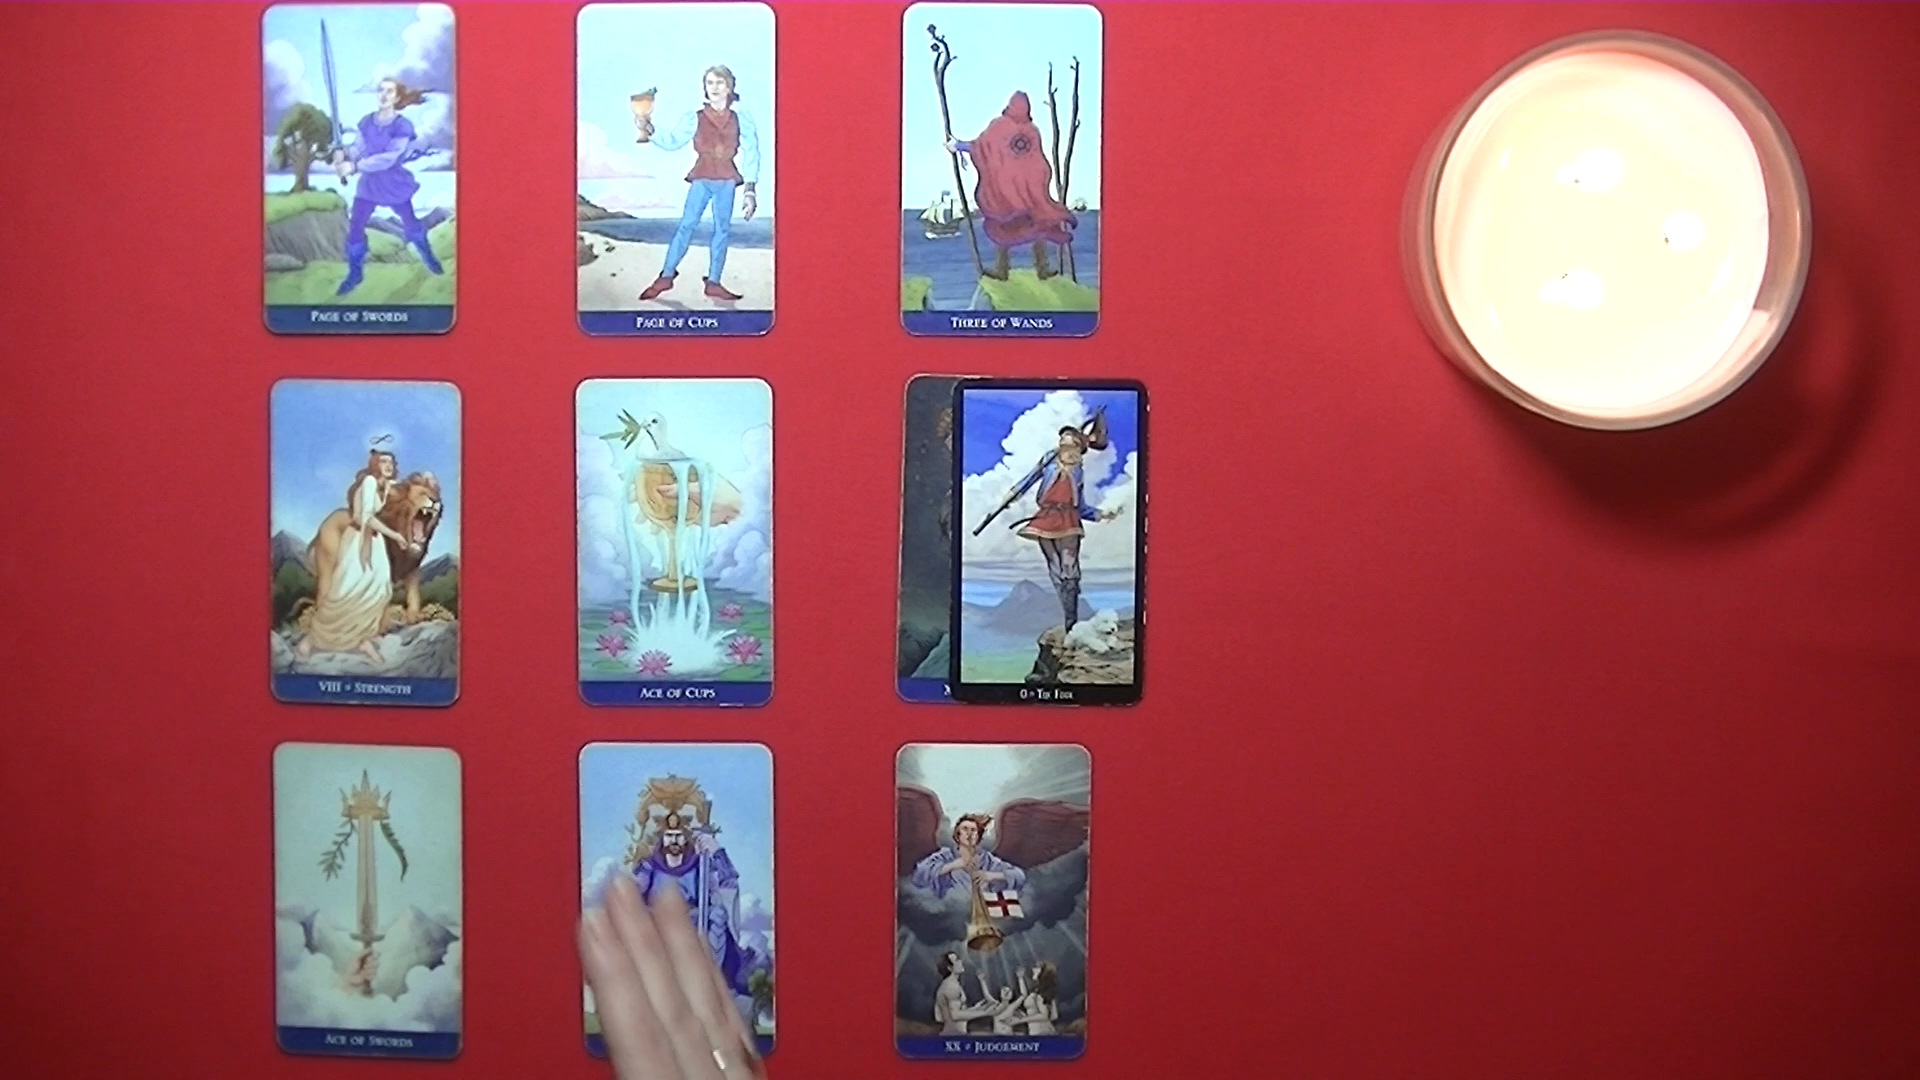 PAGE OF SWORDS
PAGE OF CUPS
THREE OF WANDS
VIII * STRENGTH
ACE OF CUPS
X
0 * THE FOOL
ACE OF SWORDS
XX * JUDGEMENT